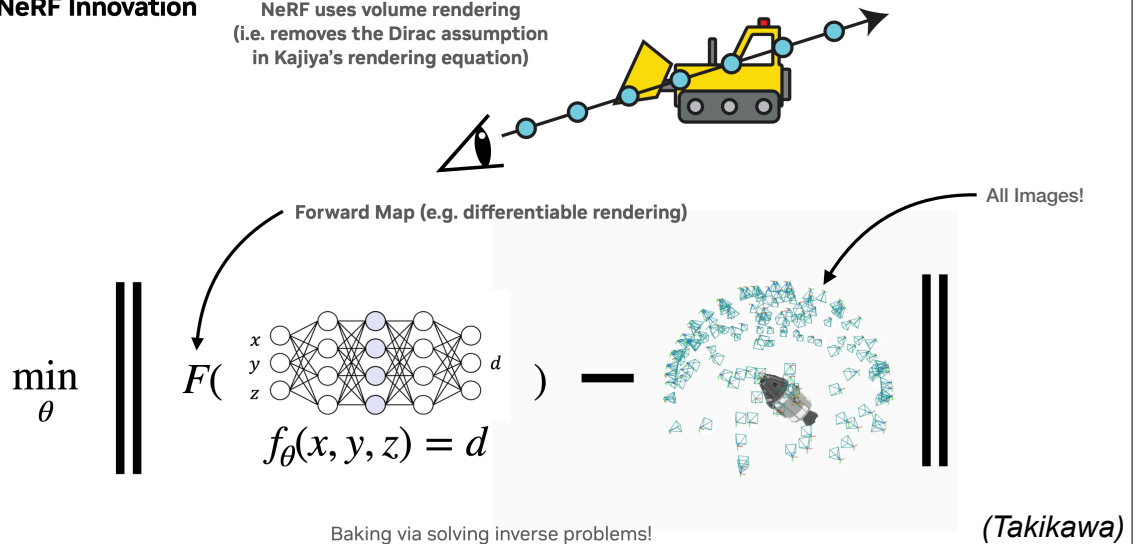 NeRF Innovation
NeRF uses volume rendering
(i.e. removes the Dirac assumption
in Kajiya's rendering equation)
All Images!
Forward Map (e.g. differentiable rendering)
x
y
z
d
min
θ
F(
)
fθ(x, y, z) = d
Baking via solving inverse problems!
(Takikawa)